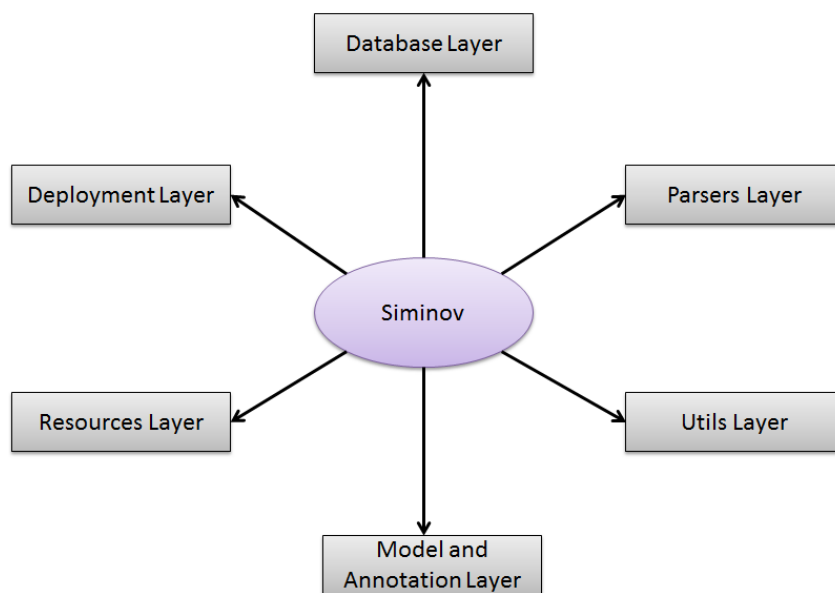 Database Layer
Deployment Layer
Parsers Layer
Siminov
Resources Layer
Utils Layer
Model and
Annotation Layer